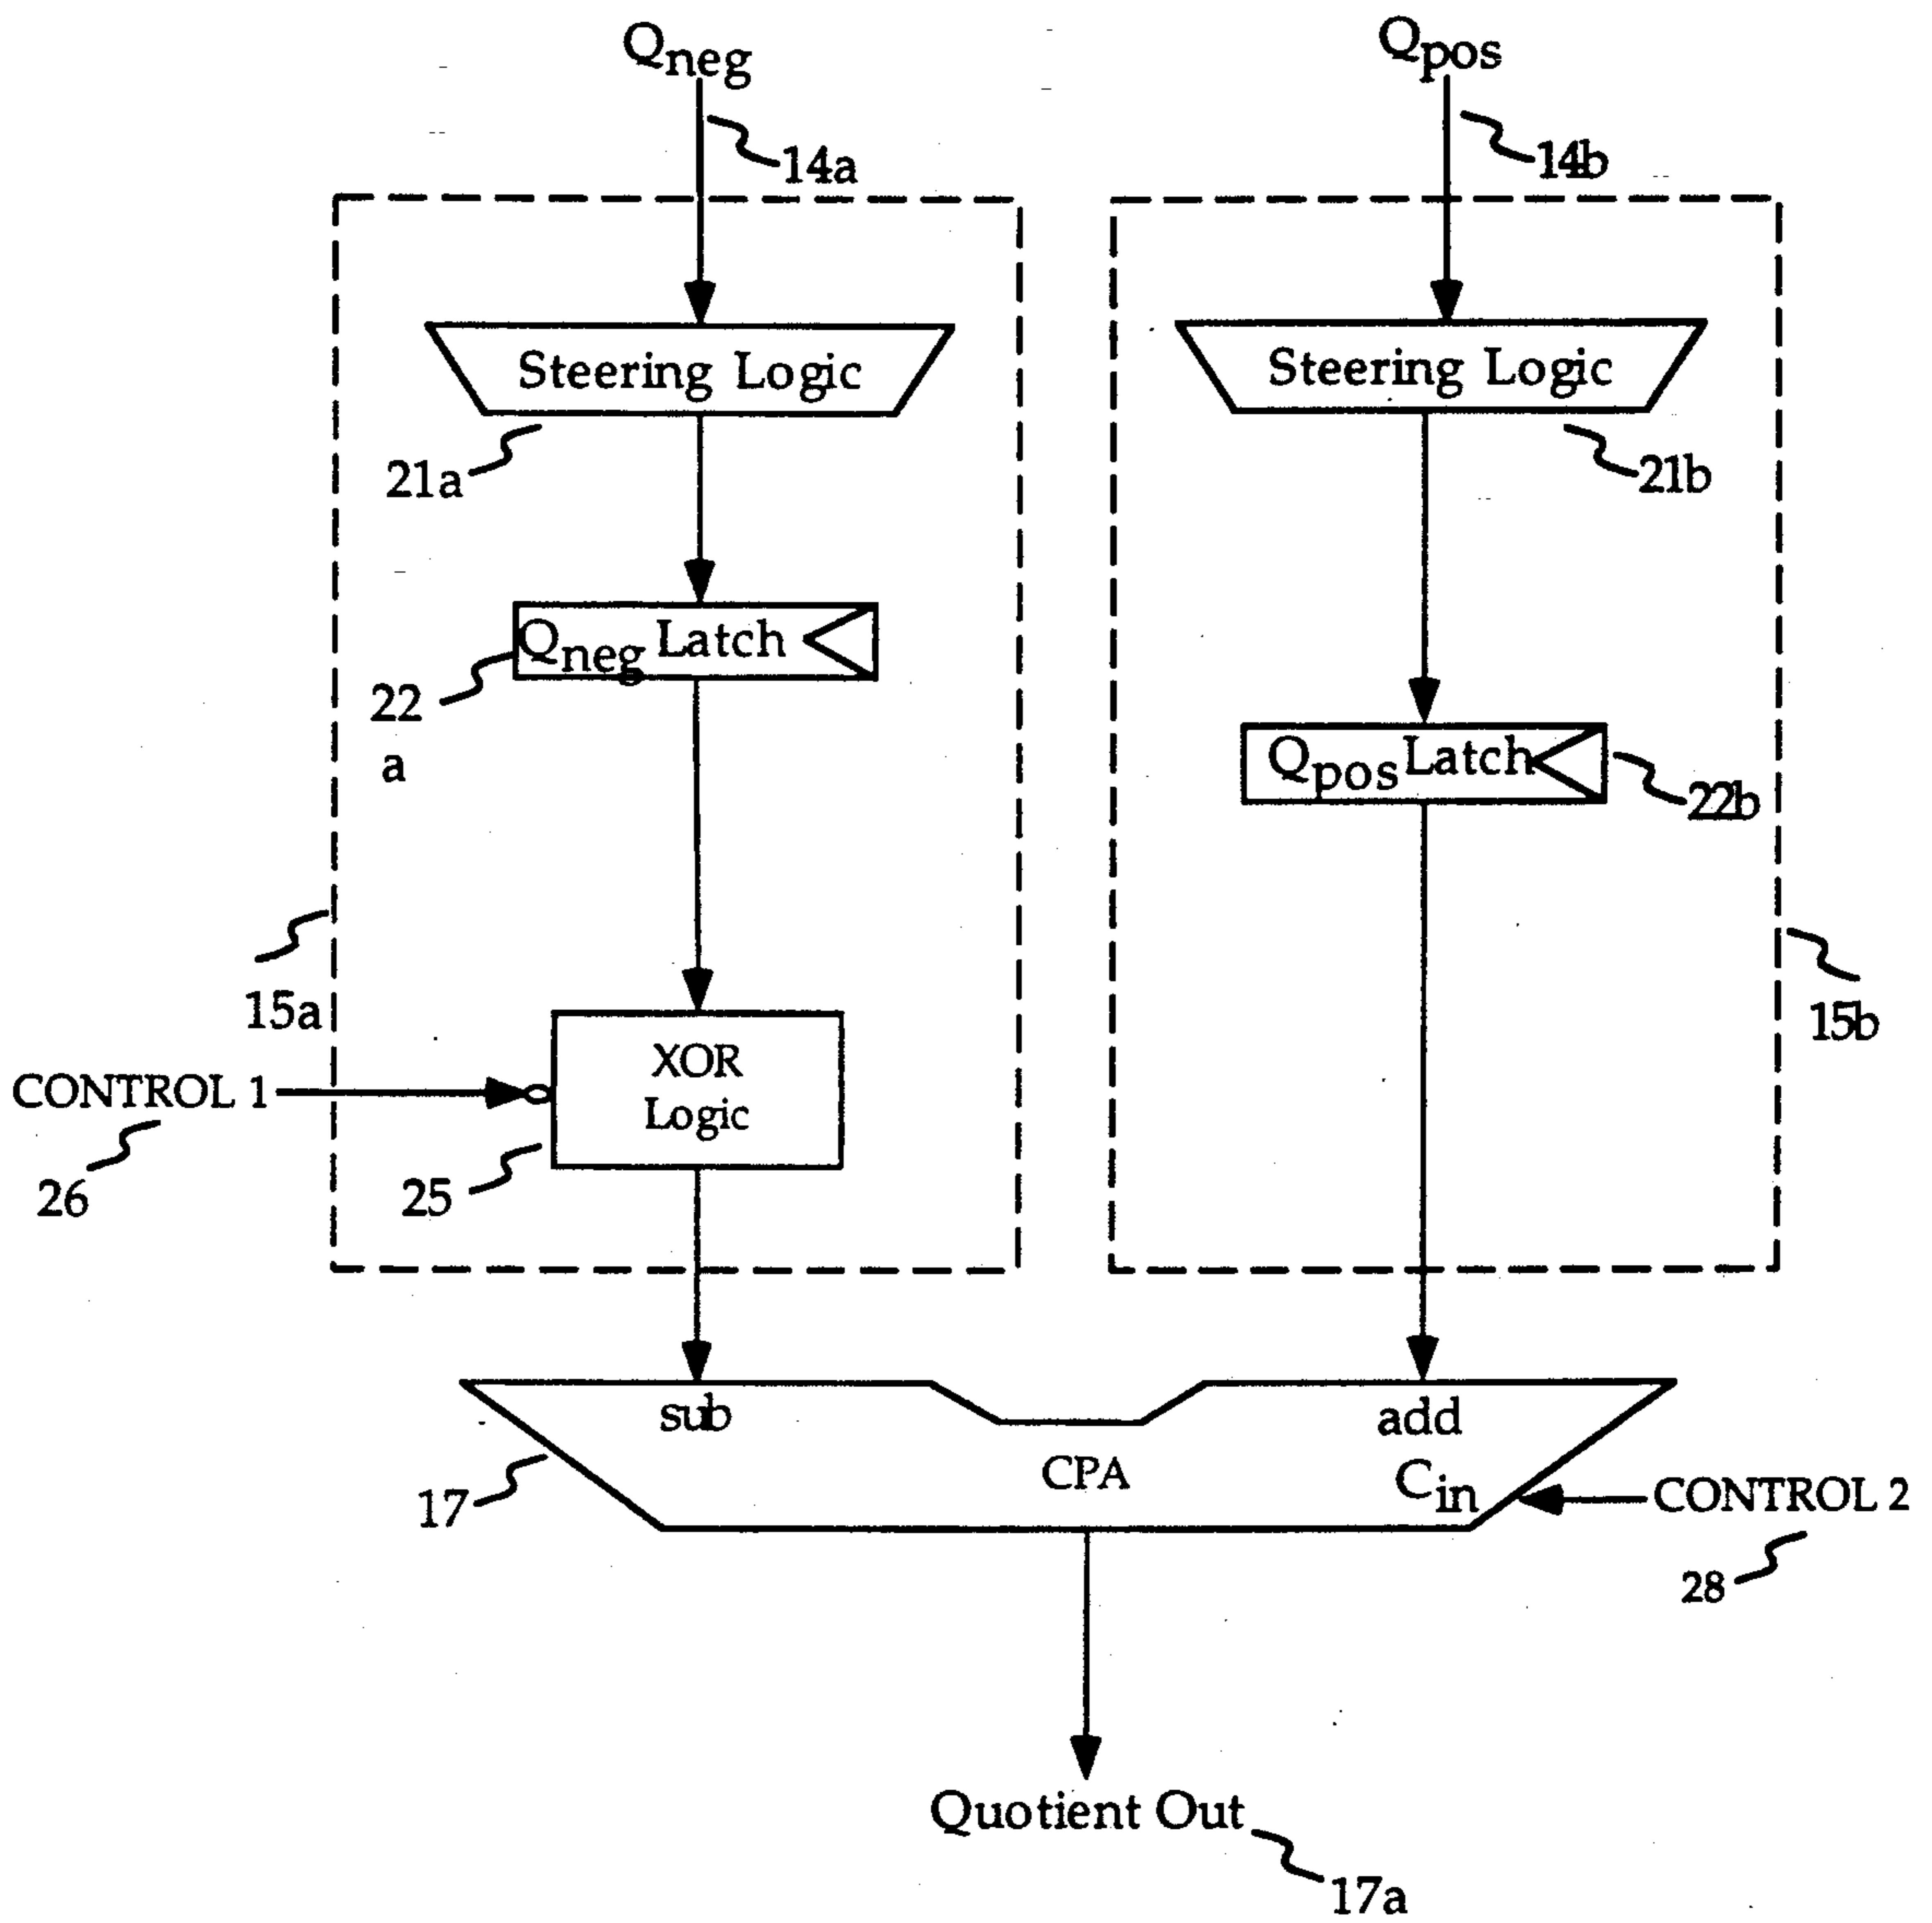 Qneg
Qpos
14a
14b
Steering Logic
Steering Logic
21a
21b
Qneg Latch
22
a
Qpos Latch
22b
15a
15b
XOR
Logic
CONTROL 1
25
26
sub
add
CPA
Cin
CONTROL 2
17
28
Quotient Out
17a